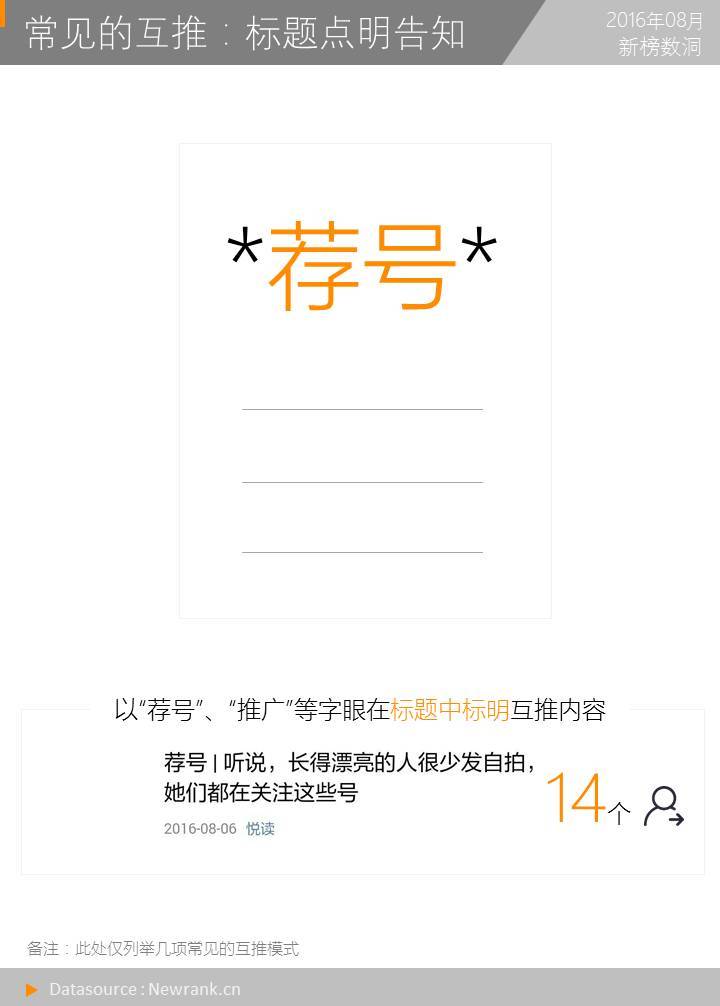 常见的互推：标题点明告知
2016年08月
新榜数洞
*荐号*
以“荐号”、“推广”等字眼在标题中标明互推内容
荐号 | 听说，长得漂亮的人很少发自拍，
她们都在关注这些号
14个
2016-08-06 悦读
备注：此处仅列举几项常见的互推模式
Datasource : Newrank.cn